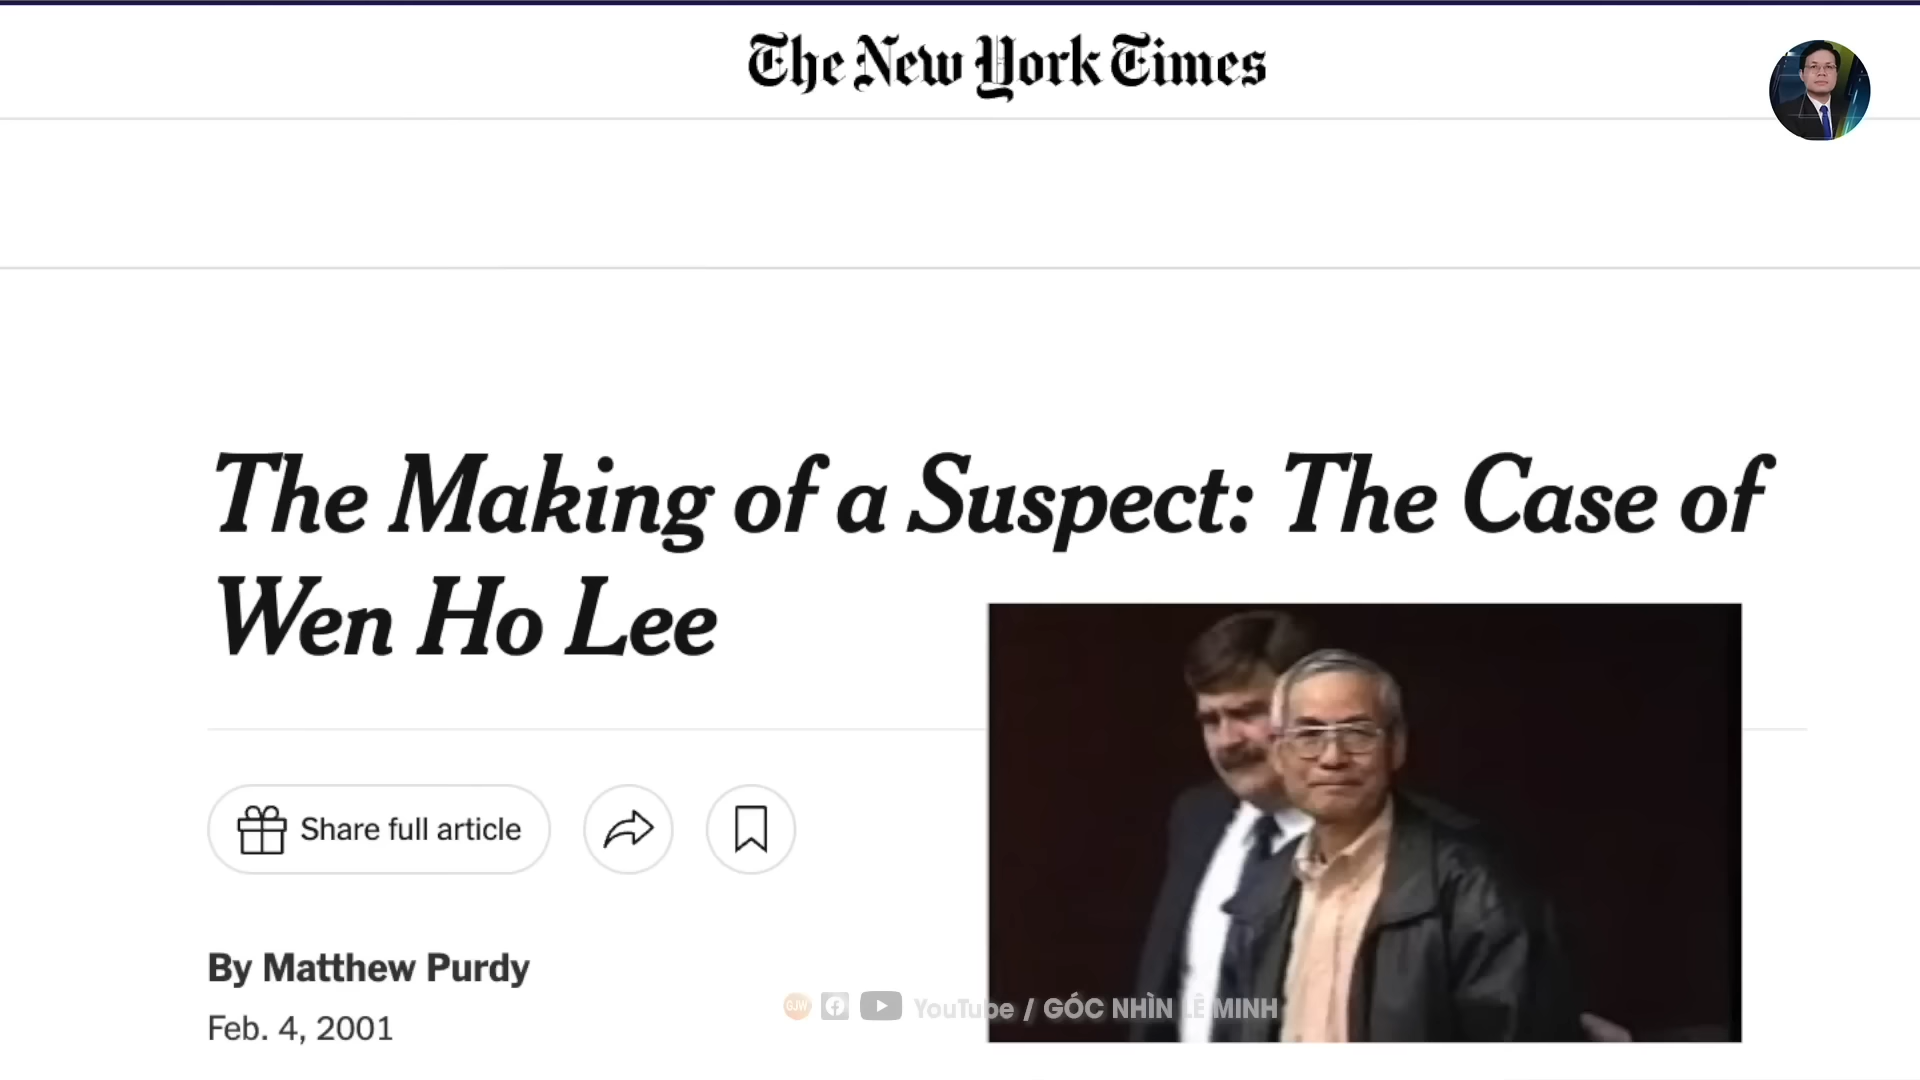 The New York Times
The Making of a Suspect: The Case of
Wen Ho Lee
Share full article
By Matthew Purdy
Feb. 4, 2001
GJW YouTube / GÓC NHÌN LÊ MINH